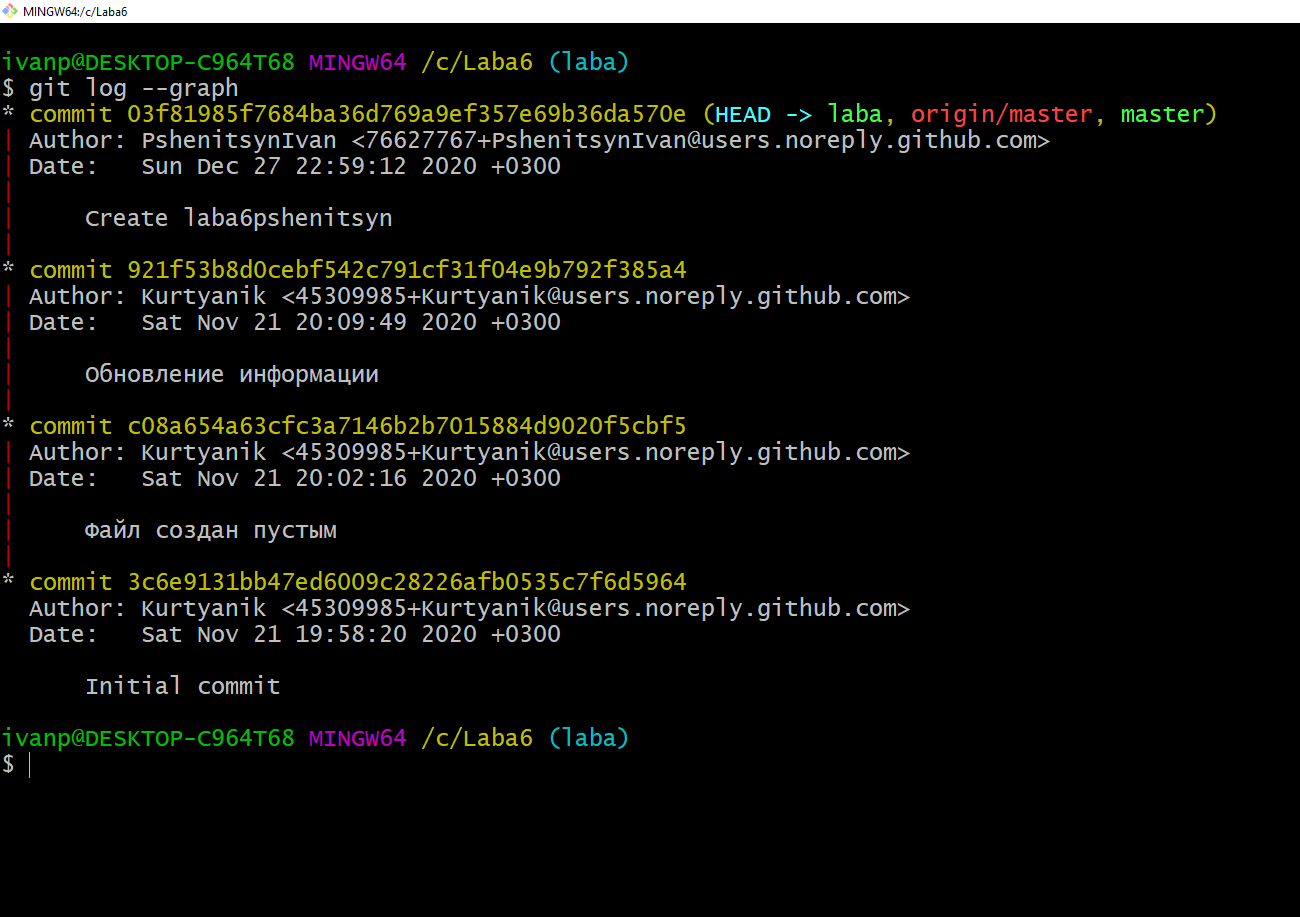 MINGW64:/c/Laba6
ivanp@DESKTOP-C964T68 MINGW64 /c/Laba6 (laba)
$ git log --graph
* commit 03f81985f7684ba36d769a9ef357e69b36da570e (HEAD -> laba, origin/master, master)
| Author: PshenitsynIvan <76627767+PshenitsynIvan@users.noreply.github.com>
| Date:   Sun Dec 27 22:59:12 2020 +0300
|
|     Create laba6pshenitsyn
|
* commit 921f53b8d0cebf542c791cf31f04e9b792f385a4
| Author: Kurtyanik <45309985+Kurtyanik@users.noreply.github.com>
| Date:   Sat Nov 21 20:09:49 2020 +0300
|
|     Обновление информации
|
* commit c08a654a63cfc3a7146b2b7015884d9020f5cbf5
| Author: Kurtyanik <45309985+Kurtyanik@users.noreply.github.com>
| Date:   Sat Nov 21 20:02:16 2020 +0300
|
|     Файл создан пустым
|
* commit 3c6e9131bb47ed6009c28226afb0535c7f6d5964
  Author: Kurtyanik <45309985+Kurtyanik@users.noreply.github.com>
  Date:   Sat Nov 21 19:58:20 2020 +0300
      Initial commit
ivanp@DESKTOP-C964T68 MINGW64 /c/Laba6 (laba)
$